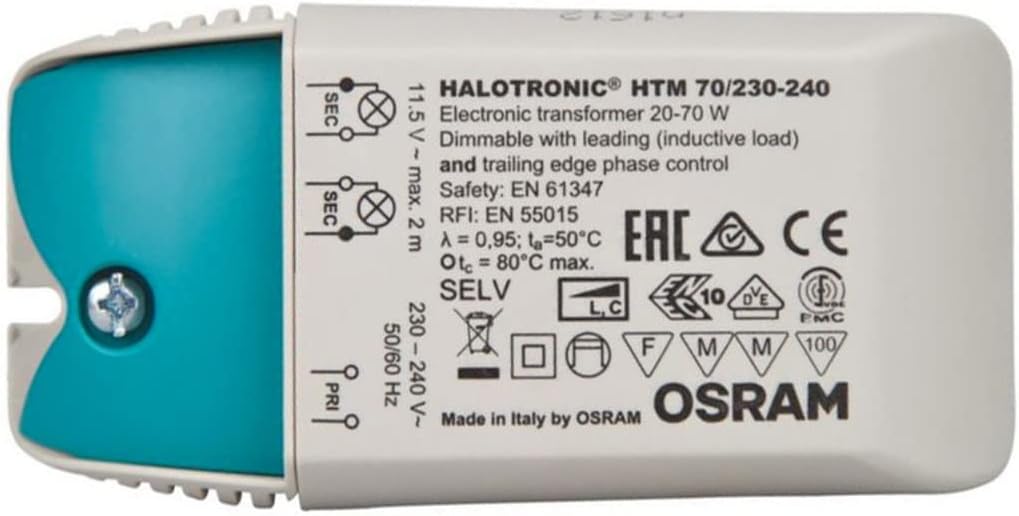 HALOTRONIC® HTM 70/230-240
Electronic transformer 20-70 W
Dimmable with leading (inductive load)
and trailing edge phase control
Safety: EN 61347
RFI: EN 55015
λ = 0,95; ta=50°C
O tc = 80°C max.
SELV
L, C
EAC
CE
10
DVE
EMC
F
M
M
100
Made in Italy by OSRAM
OSRAM
SEC
SEC
11.5 V ~ max. 2 m
PRI
230 – 240 V~
50/60 Hz